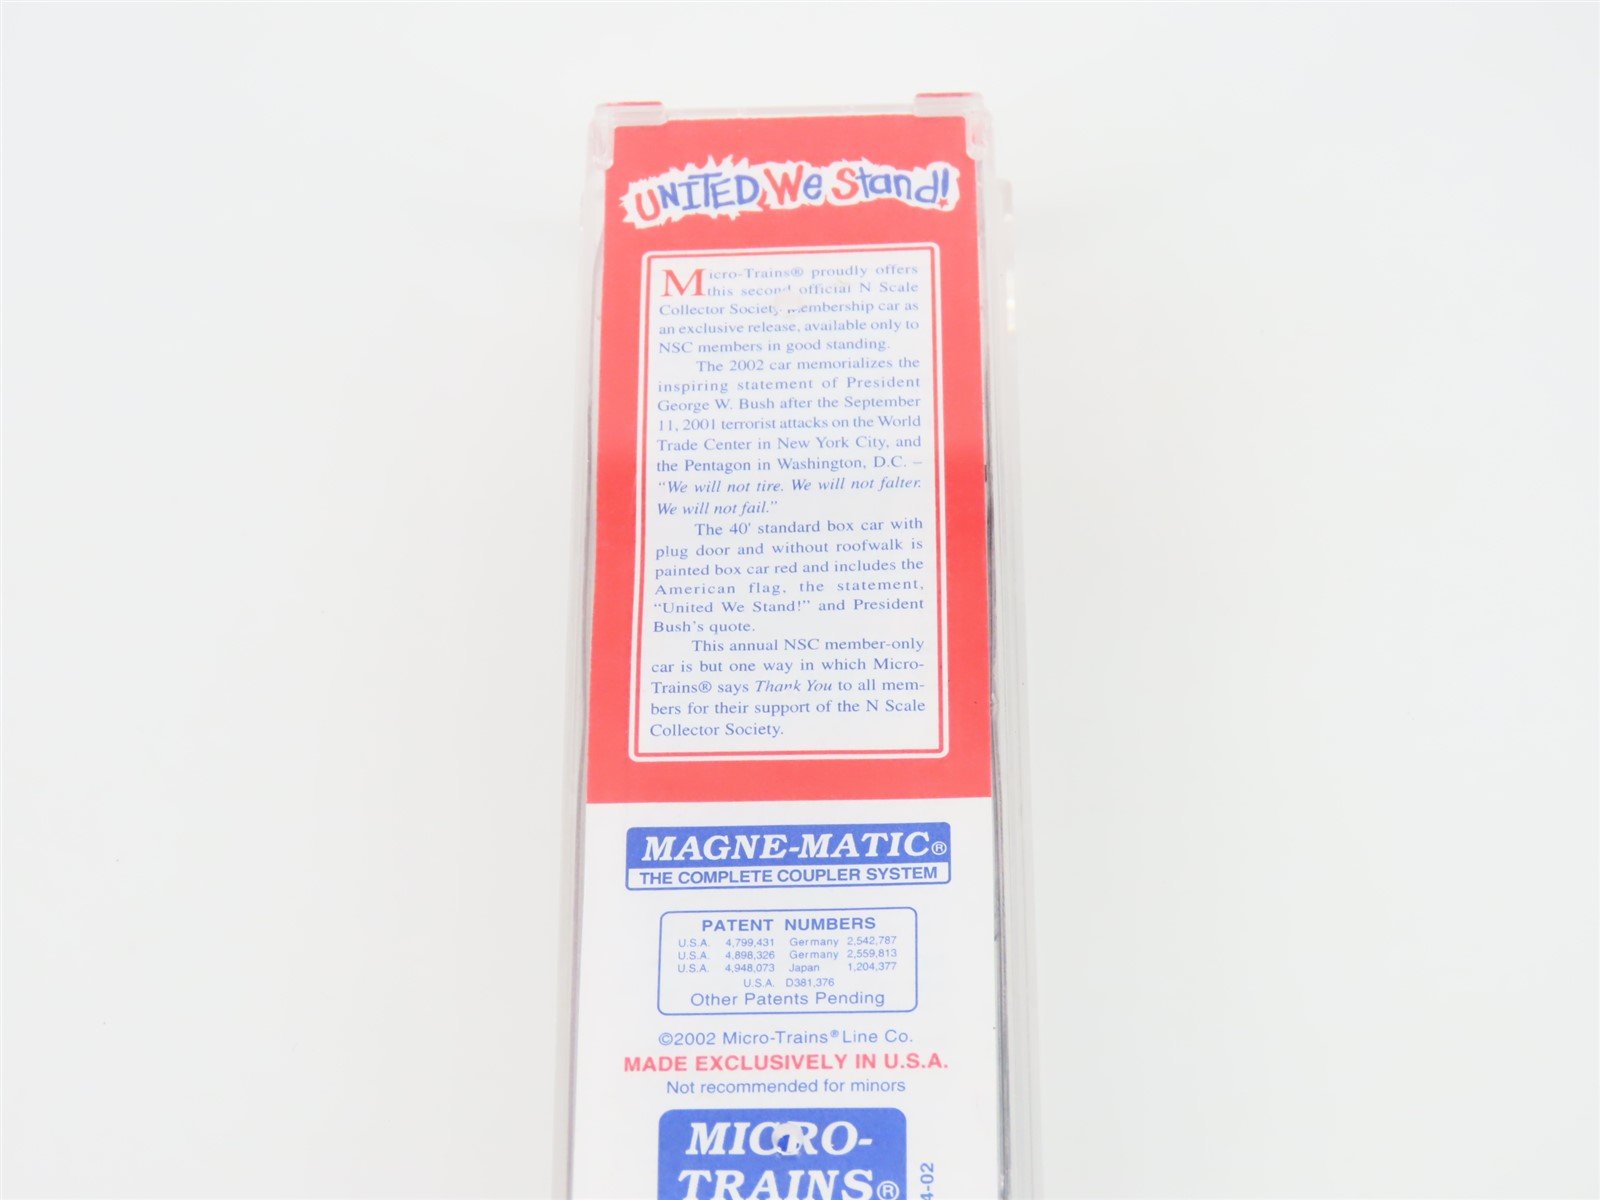 UNITED We Stand!
Micro-Trains® proudly offers
this second official N Scale
Collector Society Membership car as
an exclusive release, available only to
NSC members in good standing.
The 2002 car memorializes the
inspiring statement of President
George W. Bush after the September
11, 2001 terrorist attacks on the World
Trade Center in New York City, and
the Pentagon in Washington, D.C. –
"We will not tire. We will not falter.
We will not fail."
The 40' standard box car with
plug door and without roofwalk is
painted box car red and includes the
American flag, the statement,
"United We Stand!" and President
Bush's quote.
This annual NSC member-only
car is but one way in which Micro-
Trains® says Thank You to all mem-
bers for their support of the N Scale
Collector Society.
MAGNE-MATIC®
THE COMPLETE COUPLER SYSTEM
PATENT NUMBERS
U.S.A. 4,799,431 Germany 2,542,787
U.S.A. 4,898,326 Germany 2,559,813
U.S.A. 4,948,073 Japan 1,204,377
U.S.A. D381,376
Other Patents Pending
©2002 Micro-Trains® Line Co.
MADE EXCLUSIVELY IN U.S.A.
Not recommended for minors
MICRO-
TRAINS®
4-02